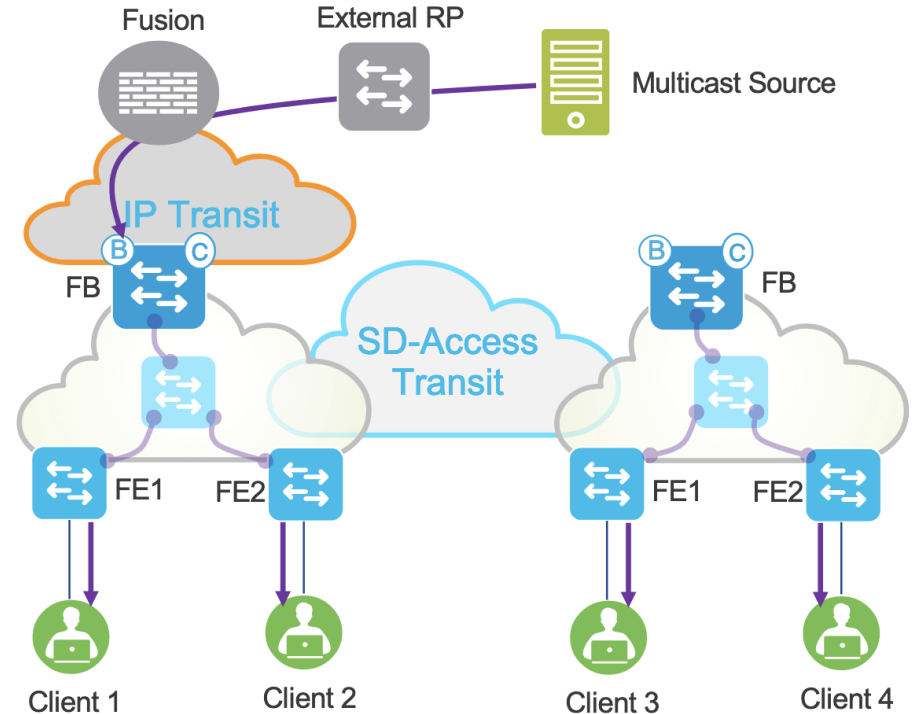 Fusion
External RP
Multicast Source
IP Transit
B
C
FB
B
C
FB
SD-Access
Transit
FE1
FE2
FE1
FE2
Client 1
Client 2
Client 3
Client 4